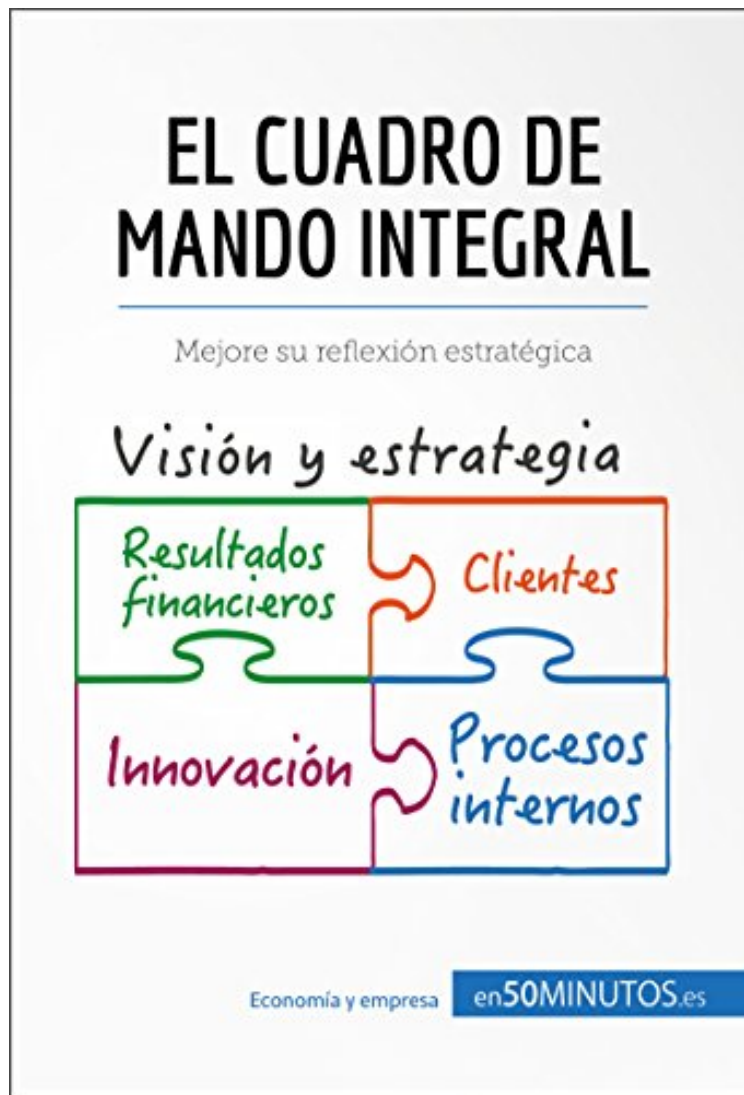 EL CUADRO DE
MANDO INTEGRAL
Mejore su reflexión estratégica
Visión y estrategia
Resultados
financieros
Clientes
Innovación
Procesos
internos
Economía y empresa
en50MINUTOS.es